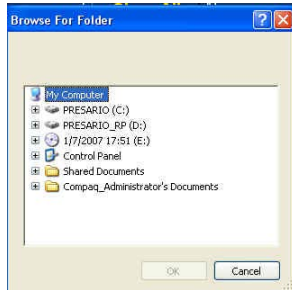 Browse For Folder
My Computer
PRESARIO (C:)
PRESARIO_RP (D:)
1/7/2007 17:51 (E:)
Control Panel
Shared Documents
Compaq_Administrator's Documents
OK
Cancel